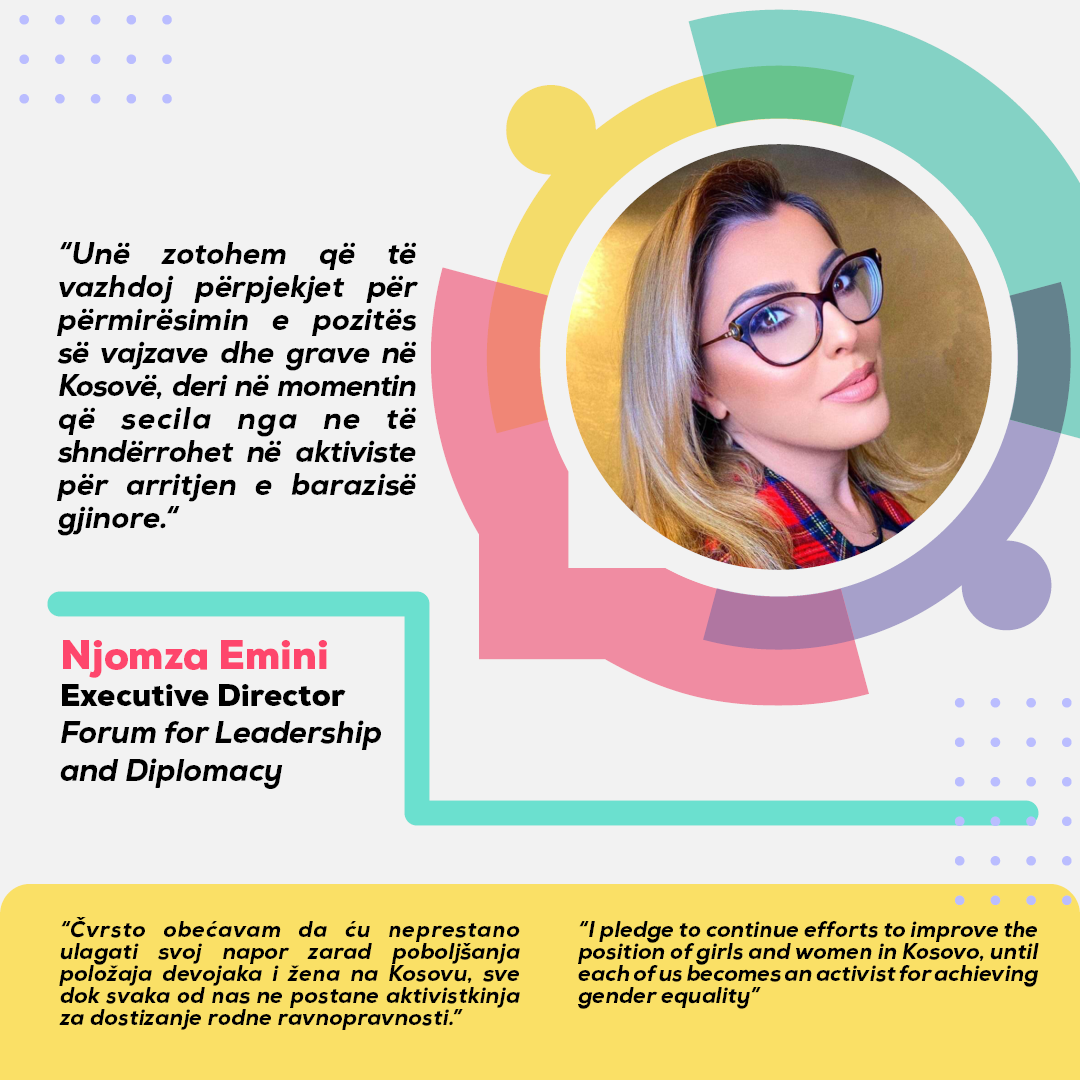 “Unë zotohem që të
vazhdoj përpjekjet për
përmirësimin e pozitës
së vajzave dhe grave në
Kosovë, deri në momentin
që secila nga ne të
shndërrohet në aktiviste
për arritjen e barazisë
gjinore.“
Njomza Emini
Executive Director
Forum for Leadership
and Diplomacy
“Čvrsto obećavam da ću neprestano
ulagati svoj napor zarad poboljšanja
položaja devojaka i žena na Kosovu, sve
dok svaka od nas ne postane aktivistkinja
za dostizanje rodne ravnopravnosti.”
“I pledge to continue efforts to improve the
position of girls and women in Kosovo, until
each of us becomes an activist for achieving
gender equality”